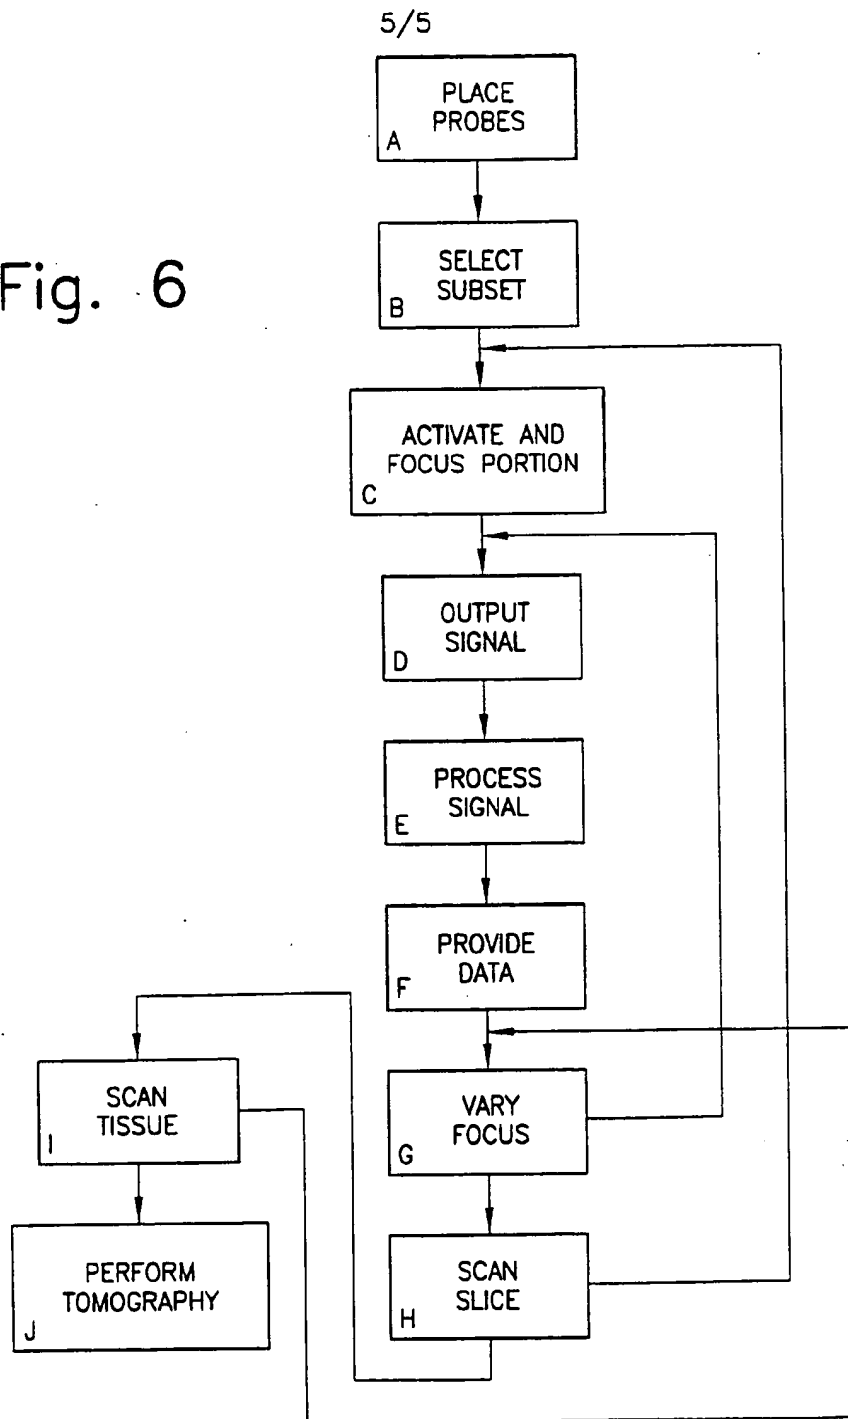 5/5
Fig. 6
PLACE
PROBES
A
SELECT
SUBSET
B
ACTIVATE AND
FOCUS PORTION
C
OUTPUT
SIGNAL
D
PROCESS
SIGNAL
E
PROVIDE
DATA
F
VARY
FOCUS
G
SCAN
SLICE
H
SCAN
TISSUE
I
PERFORM
TOMOGRAPHY
J